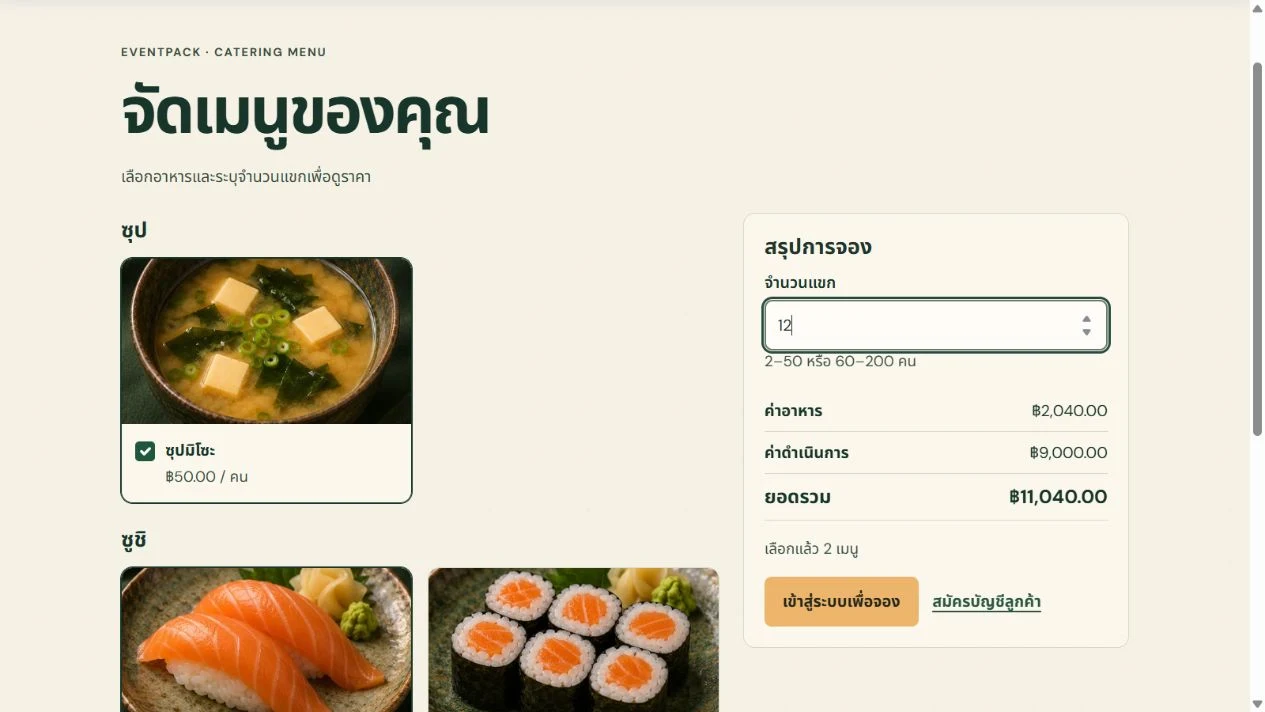 EVENTPACK · CATERING MENU
จัดเมนูของคุณ
เลือกอาหารและระบุจำนวนแขกเพื่อดูราคา
ซุป
ซุปมิโซะ
฿50.00 / คน
ซูชิ
สรุปการจอง
จำนวนแขก
12
2–50 หรือ 60–200 คน
ค่าอาหาร ฿2,040.00
ค่าดำเนินการ ฿9,000.00
ยอดรวม ฿11,040.00
เลือกแล้ว 2 เมนู
เข้าสู่ระบบเพื่อจอง สมัครบัญชีลูกค้า